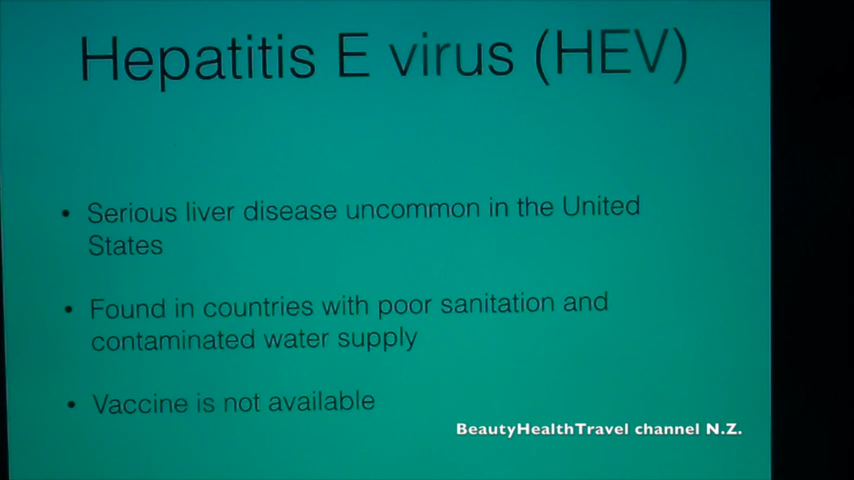 Hepatitis E virus (HEV)
• Serious liver disease uncommon in the United
States
• Found in countries with poor sanitation and
contaminated water supply
• Vaccine is not available
BeautyHealthTravel channel N.Z.